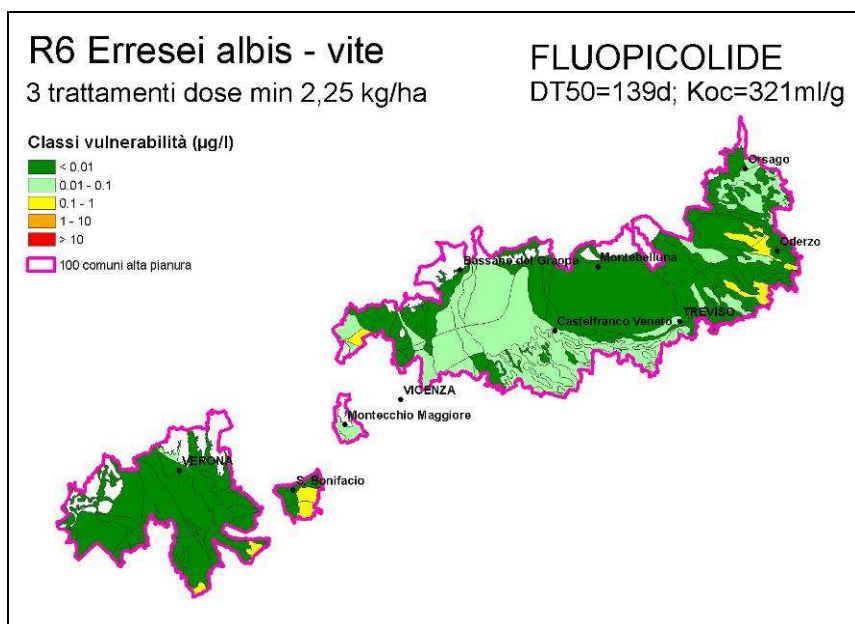 R6 Erresei albis - vite
3 trattamenti dose min 2,25 kg/ha
FLUOPICOLIDE
DT50=139d; Koc=321ml/g
Classi vulnerabilità (µg/l)
< 0.01
0.01 - 0.1
0.1 - 1
1 - 10
> 10
100 comuni alta pianura
Orsago
Oderzo
Bassano del Grappa
Montebelluna
Castelfranco Veneto
TREVISO
VICENZA
Montecchio Maggiore
VERONA
S. Bonifacio